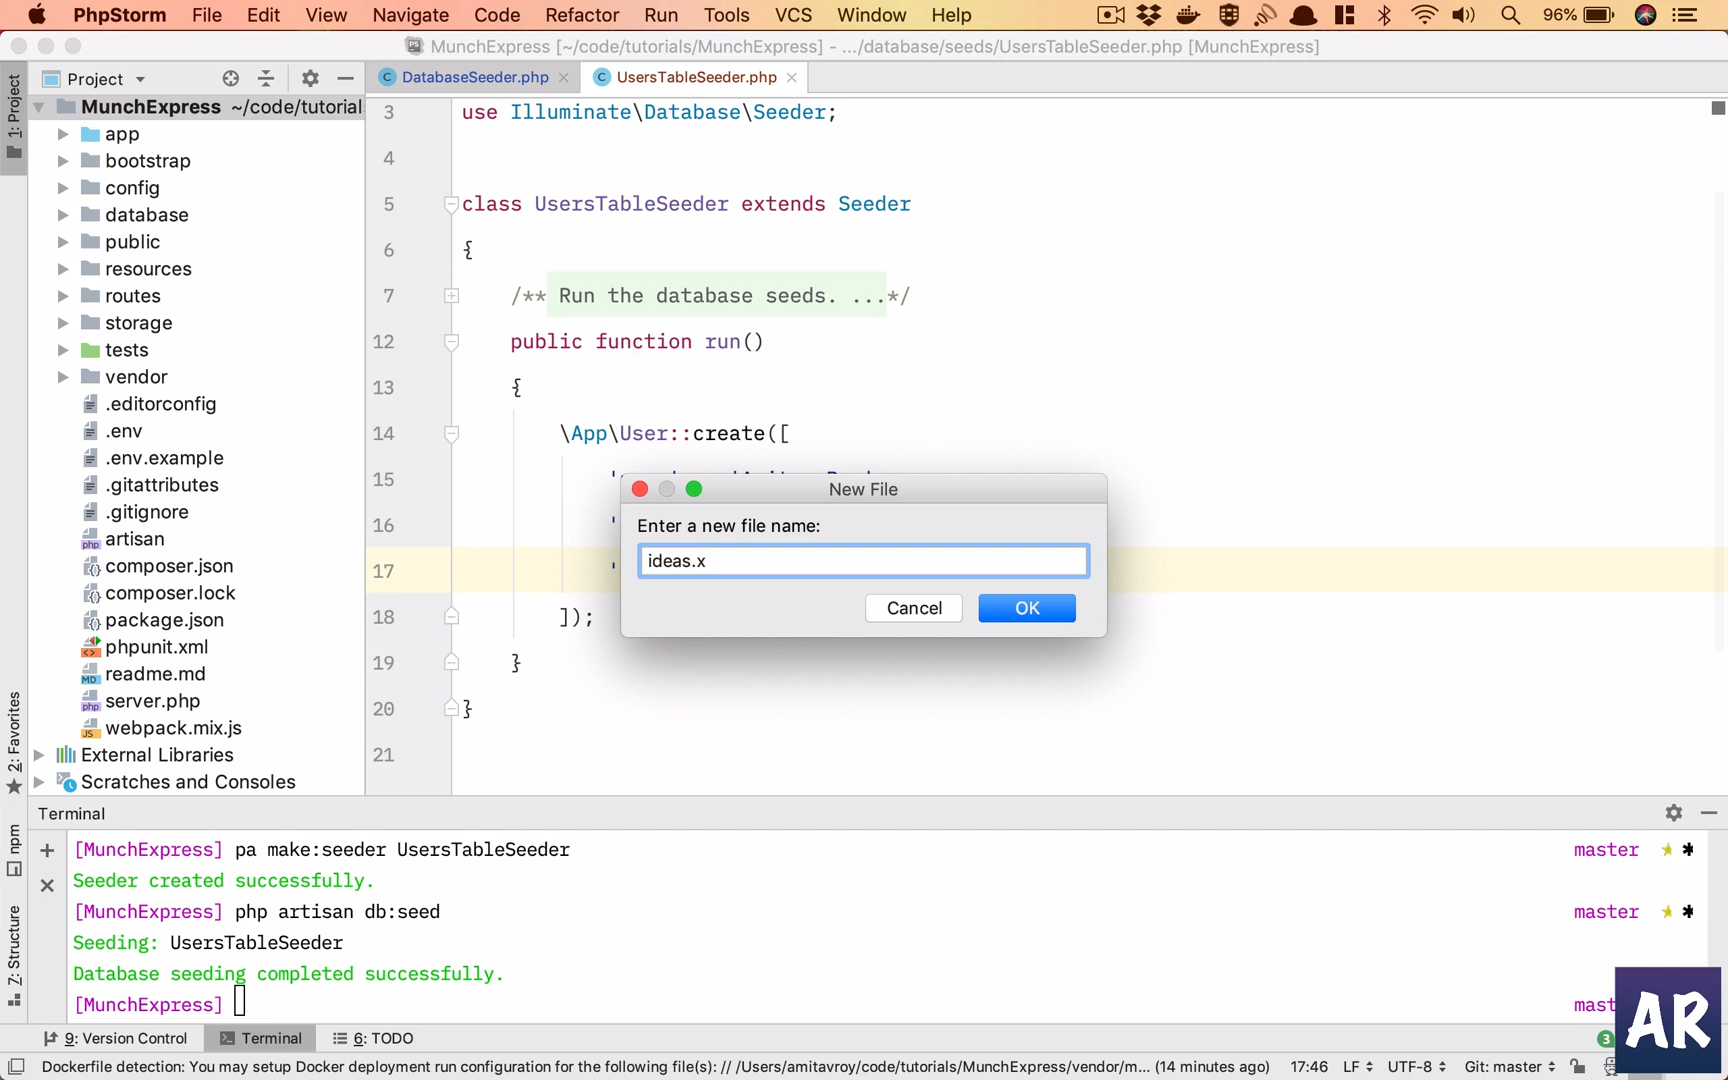 PhpStorm File Edit View Navigate Code Refactor Run Tools VCS Window Help 96%
MunchExpress [~/code/tutorials/MunchExpress] - .../database/seeds/UsersTableSeeder.php [MunchExpress]
1: Project
Project
DatabaseSeeder.php
UsersTableSeeder.php
MunchExpress ~/code/tutorial
app
bootstrap
config
database
public
resources
routes
storage
tests
vendor
.editorconfig
.env
.env.example
.gitattributes
.gitignore
artisan
composer.json
composer.lock
package.json
phpunit.xml
readme.md
server.php
webpack.mix.js
External Libraries
Scratches and Consoles
3 use Illuminate\Database\Seeder;
4
5 class UsersTableSeeder extends Seeder
6 {
7 /** Run the database seeds. ...*/
12 public function run()
13 {
14 \App\User::create([
15
16 '
17 '
18 ]);
19 }
20 }
21
New File
Enter a new file name:
ideas.x
Cancel
OK
2: Favorites
npm
7: Structure
Terminal
[MunchExpress] pa make:seeder UsersTableSeeder master
Seeder created successfully.
[MunchExpress] php artisan db:seed master
Seeding: UsersTableSeeder
Database seeding completed successfully.
[MunchExpress] mast
AR
9: Version Control
Terminal
6: TODO
3
Dockerfile detection: You may setup Docker deployment run configuration for the following file(s): // /Users/amitavroy/code/tutorials/MunchExpress/vendor/m... (14 minutes ago) 17:46 LF UTF-8 Git: master